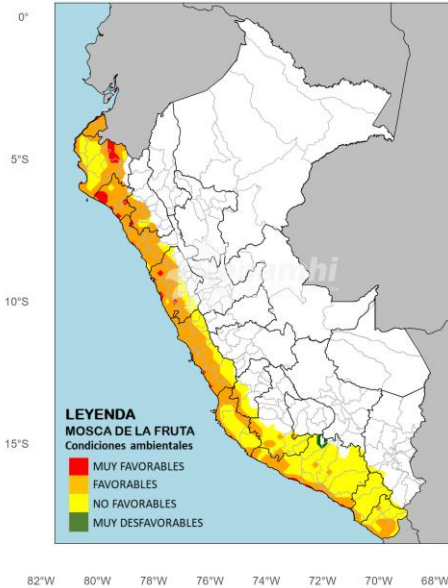 0°
5°S
10°S
senamhi
15°S
LEYENDA
MOSCA DE LA FRUTA
Condiciones ambientales
MUY FAVORABLES
FAVORABLES
NO FAVORABLES
MUY DESFAVORABLES
82°W 80°W 78°W 76°W 74°W 72°W 70°W 68°W